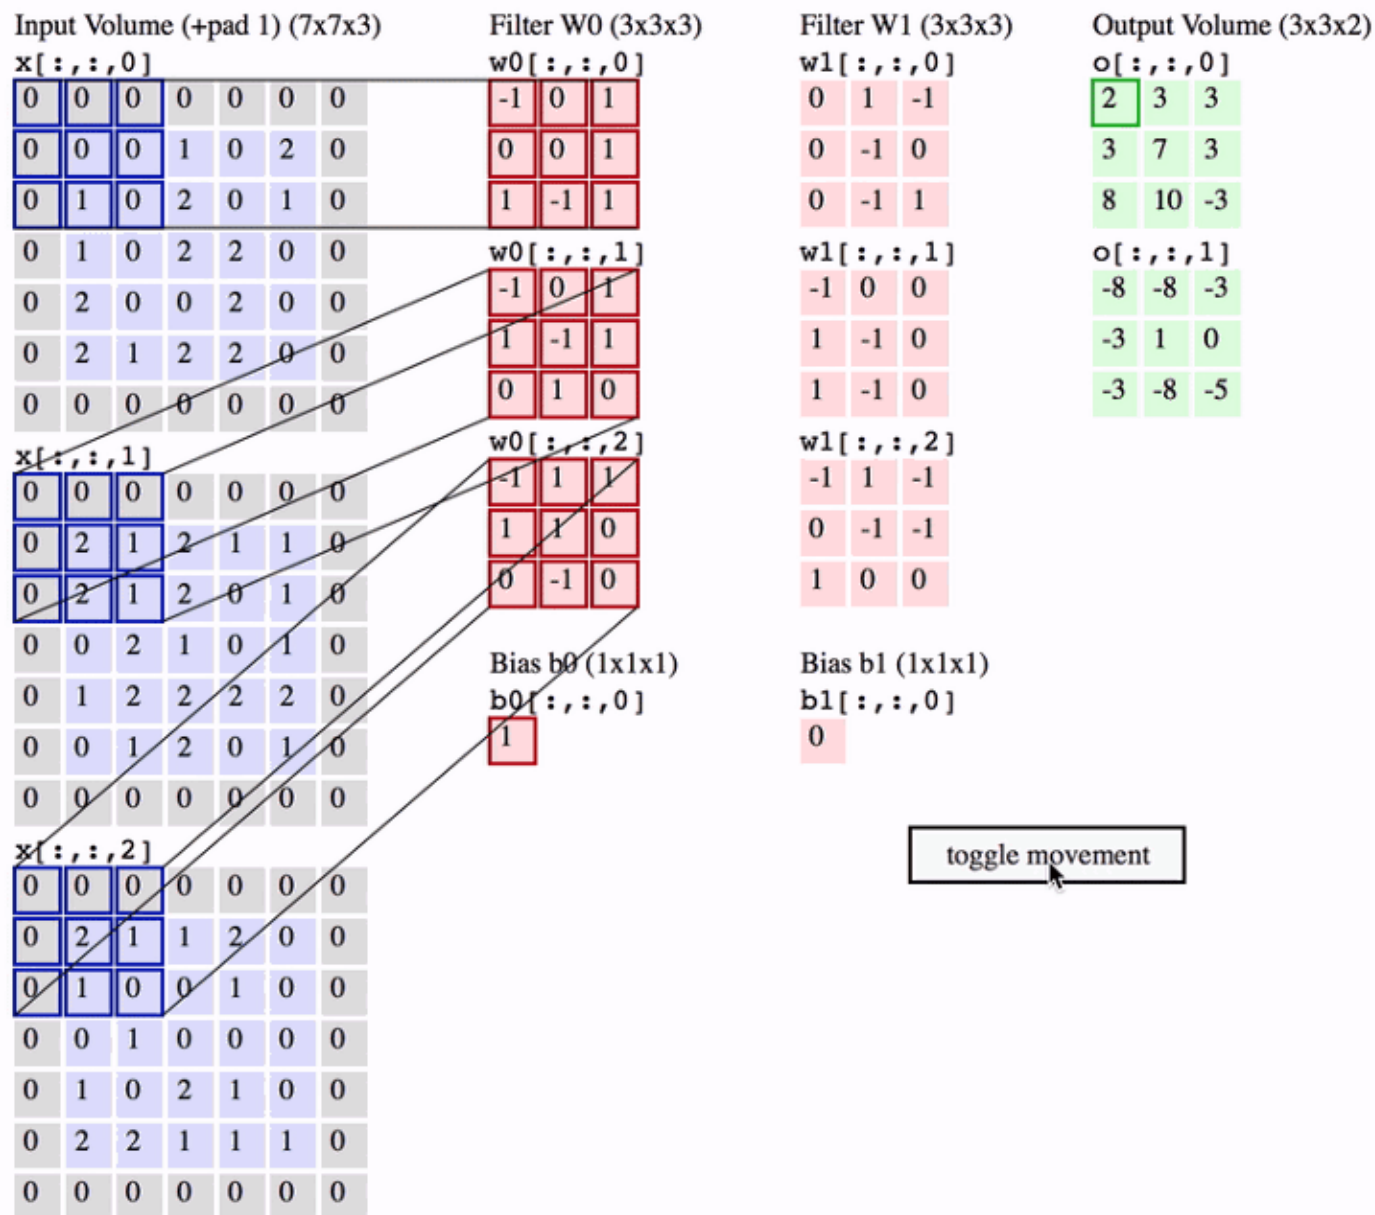 Input Volume (+pad 1) (7x7x3)
x[:,:,0]
0 0 0 0 0 0 0
0 0 0 1 0 2 0
0 1 0 2 0 1 0
0 1 0 2 2 0 0
0 2 0 0 2 0 0
0 2 1 2 2 0 0
0 0 0 0 0 0 0
x[:,:,1]
0 0 0 0 0 0 0
0 2 1 2 1 1 0
0 2 1 2 0 1 0
0 0 2 1 0 1 0
0 1 2 2 2 2 0
0 0 1 2 0 1 0
0 0 0 0 0 0 0
x[:,:,2]
0 0 0 0 0 0 0
0 2 1 1 2 0 0
0 1 0 0 1 0 0
0 0 1 0 0 0 0
0 1 0 2 1 0 0
0 2 2 1 1 1 0
0 0 0 0 0 0 0
Filter W0 (3x3x3)
w0[:,:,0]
-1 0 1
0 0 1
1 -1 1
w0[:,:,1]
-1 0 1
1 -1 1
0 1 0
w0[:,:,2]
-1 1 1
1 1 0
0 -1 0
Bias b0 (1x1x1)
b0[:,:,0]
1
Filter W1 (3x3x3)
w1[:,:,0]
0 1 -1
0 -1 0
0 -1 1
w1[:,:,1]
-1 0 0
1 -1 0
1 -1 0
w1[:,:,2]
-1 1 -1
0 -1 -1
1 0 0
Bias b1 (1x1x1)
b1[:,:,0]
0
Output Volume (3x3x2)
o[:,:,0]
2 3 3
3 7 3
8 10 -3
o[:,:,1]
-8 -8 -3
-3 1 0
-3 -8 -5
toggle movement